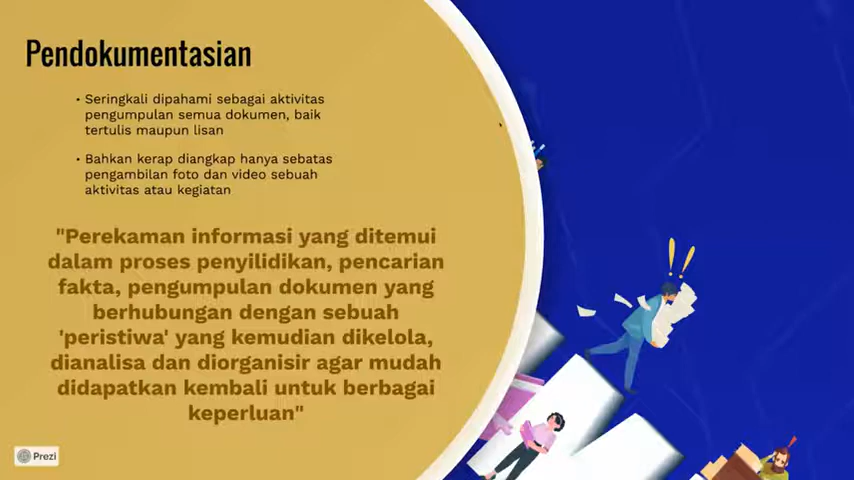 Pendokumentasian
• Seringkali dipahami sebagai aktivitas
pengumpulan semua dokumen, baik
tertulis maupun lisan
• Bahkan kerap diangkap hanya sebatas
pengambilan foto dan video sebuah
aktivitas atau kegiatan
"Perekaman informasi yang ditemui
dalam proses penyilidikan, pencarian
fakta, pengumpulan dokumen yang
berhubungan dengan sebuah
'peristiwa' yang kemudian dikelola,
dianalisa dan diorganisir agar mudah
didapatkan kembali untuk berbagai
keperluan"
Prezi